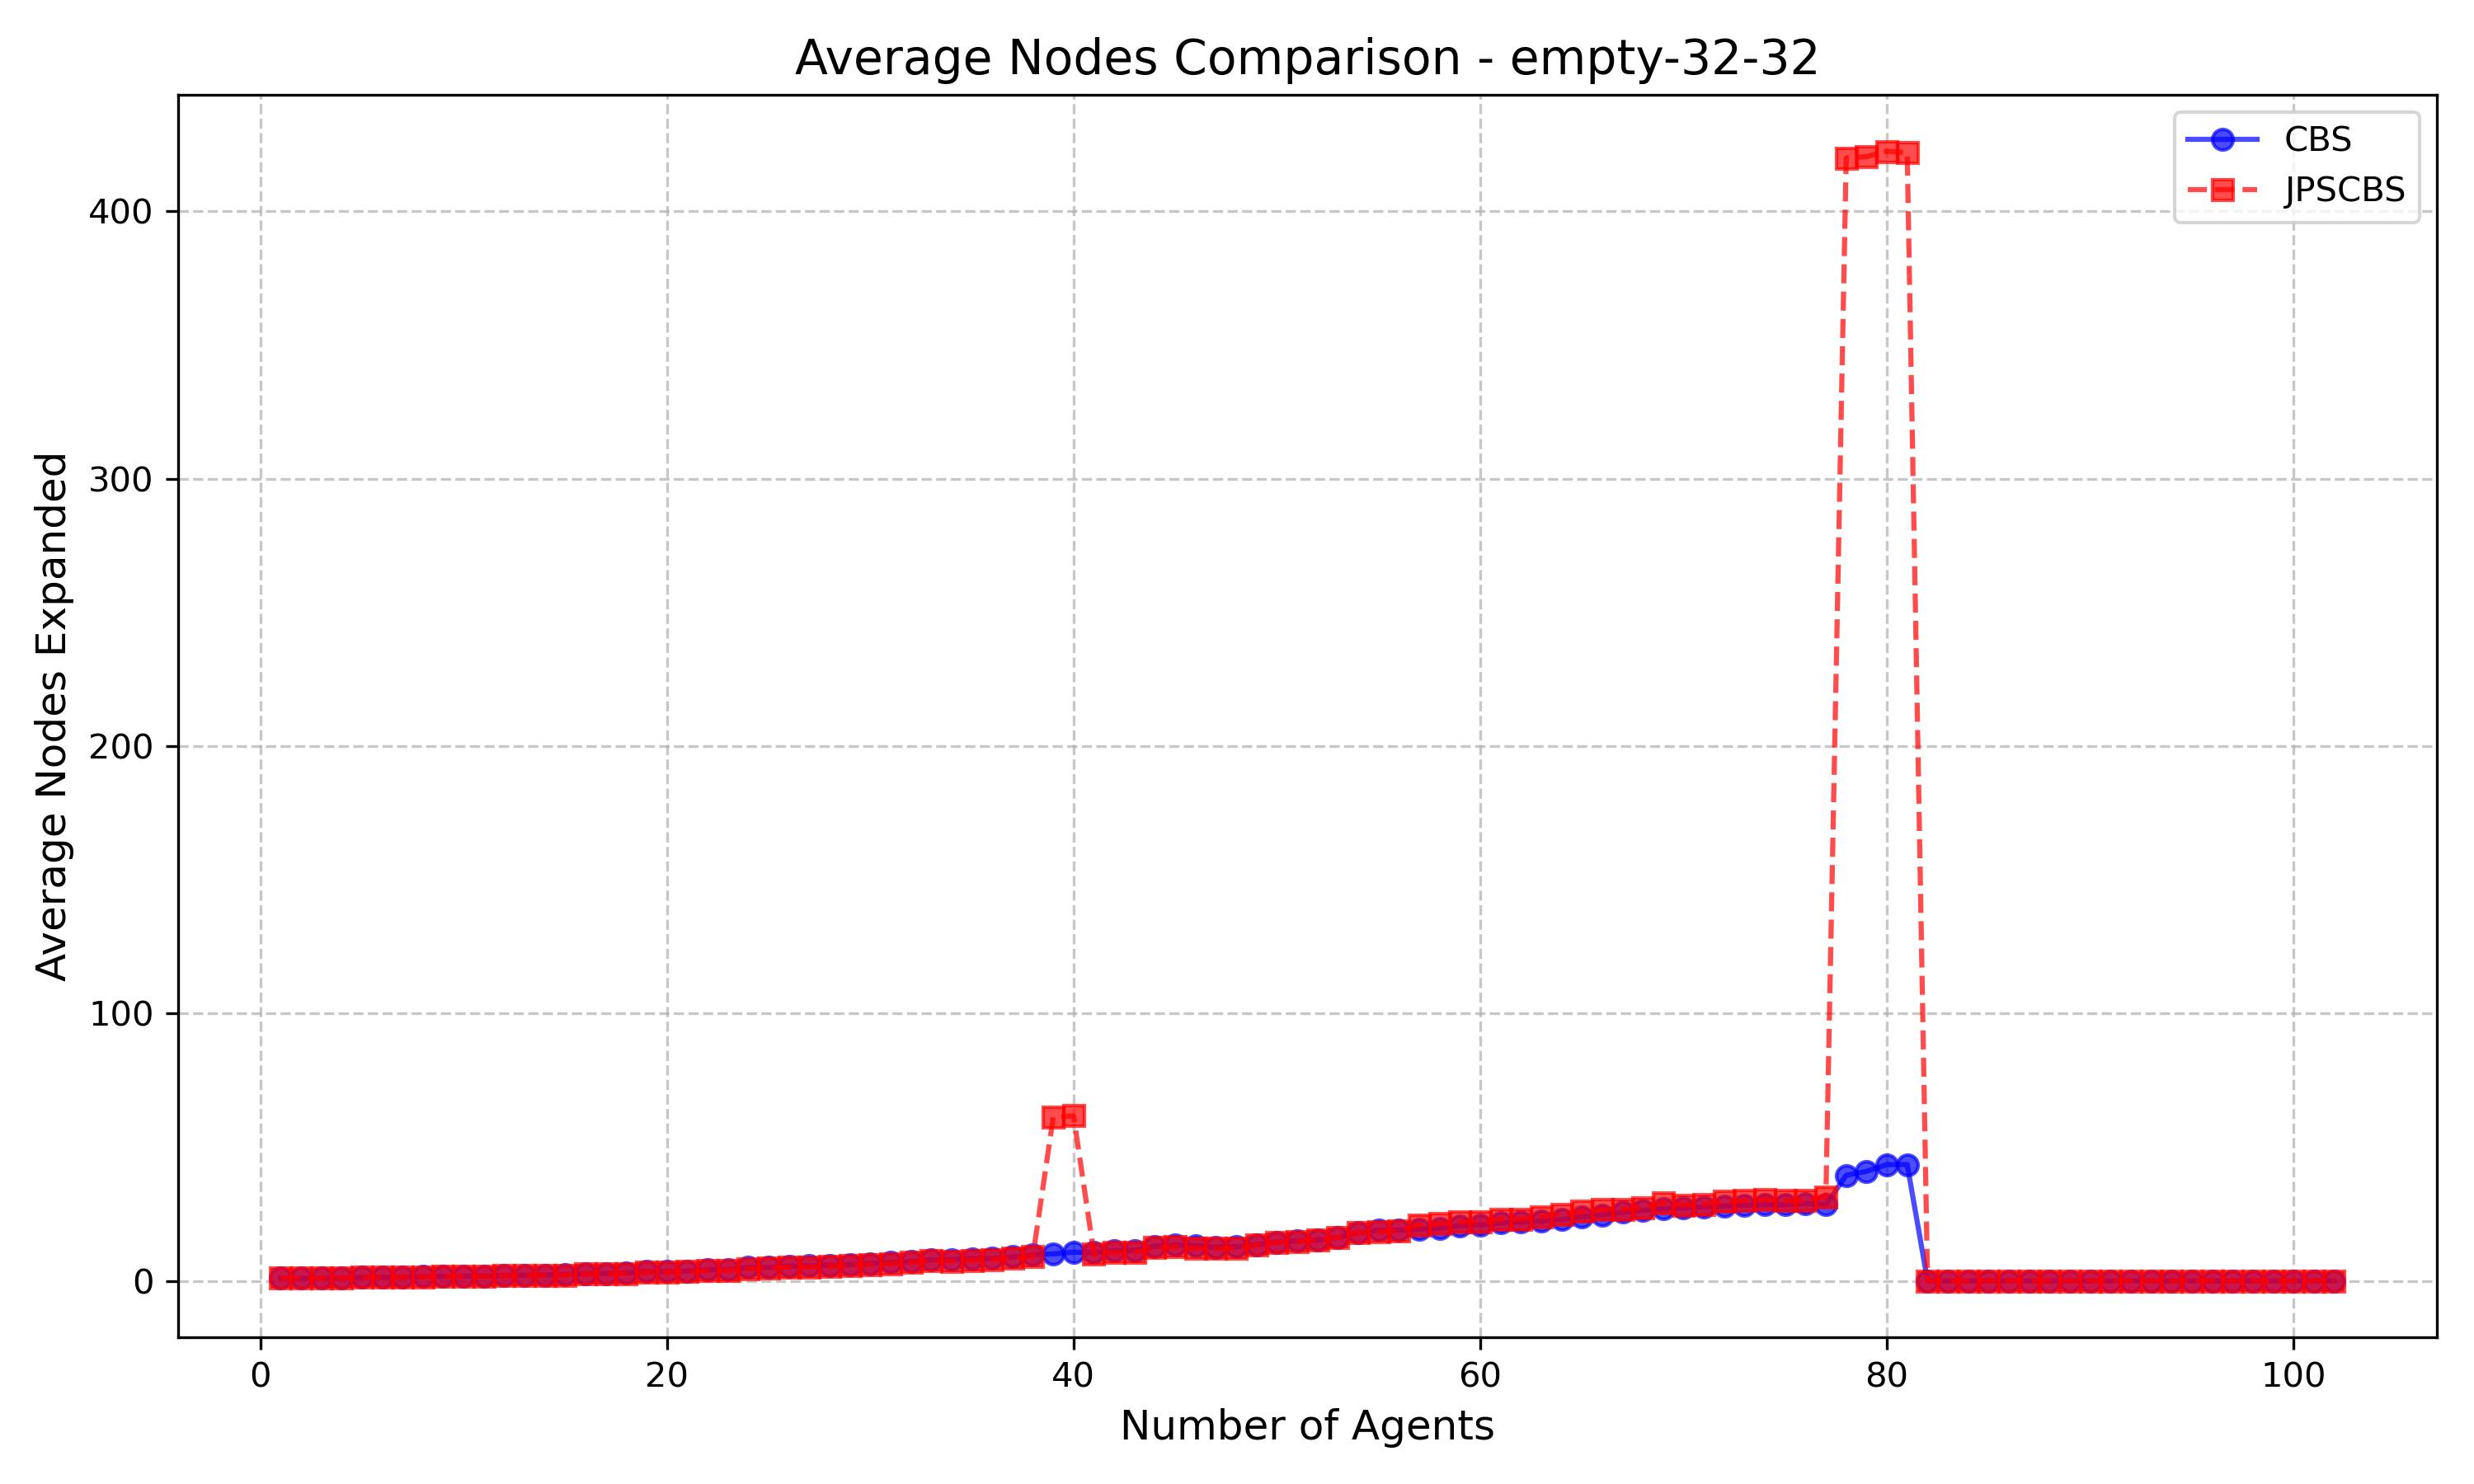 Average Nodes Comparison - empty-32-32
CBS
JPSCBS
Average Nodes Expanded
400
300
200
100
0
0 20 40 60 80 100
Number of Agents